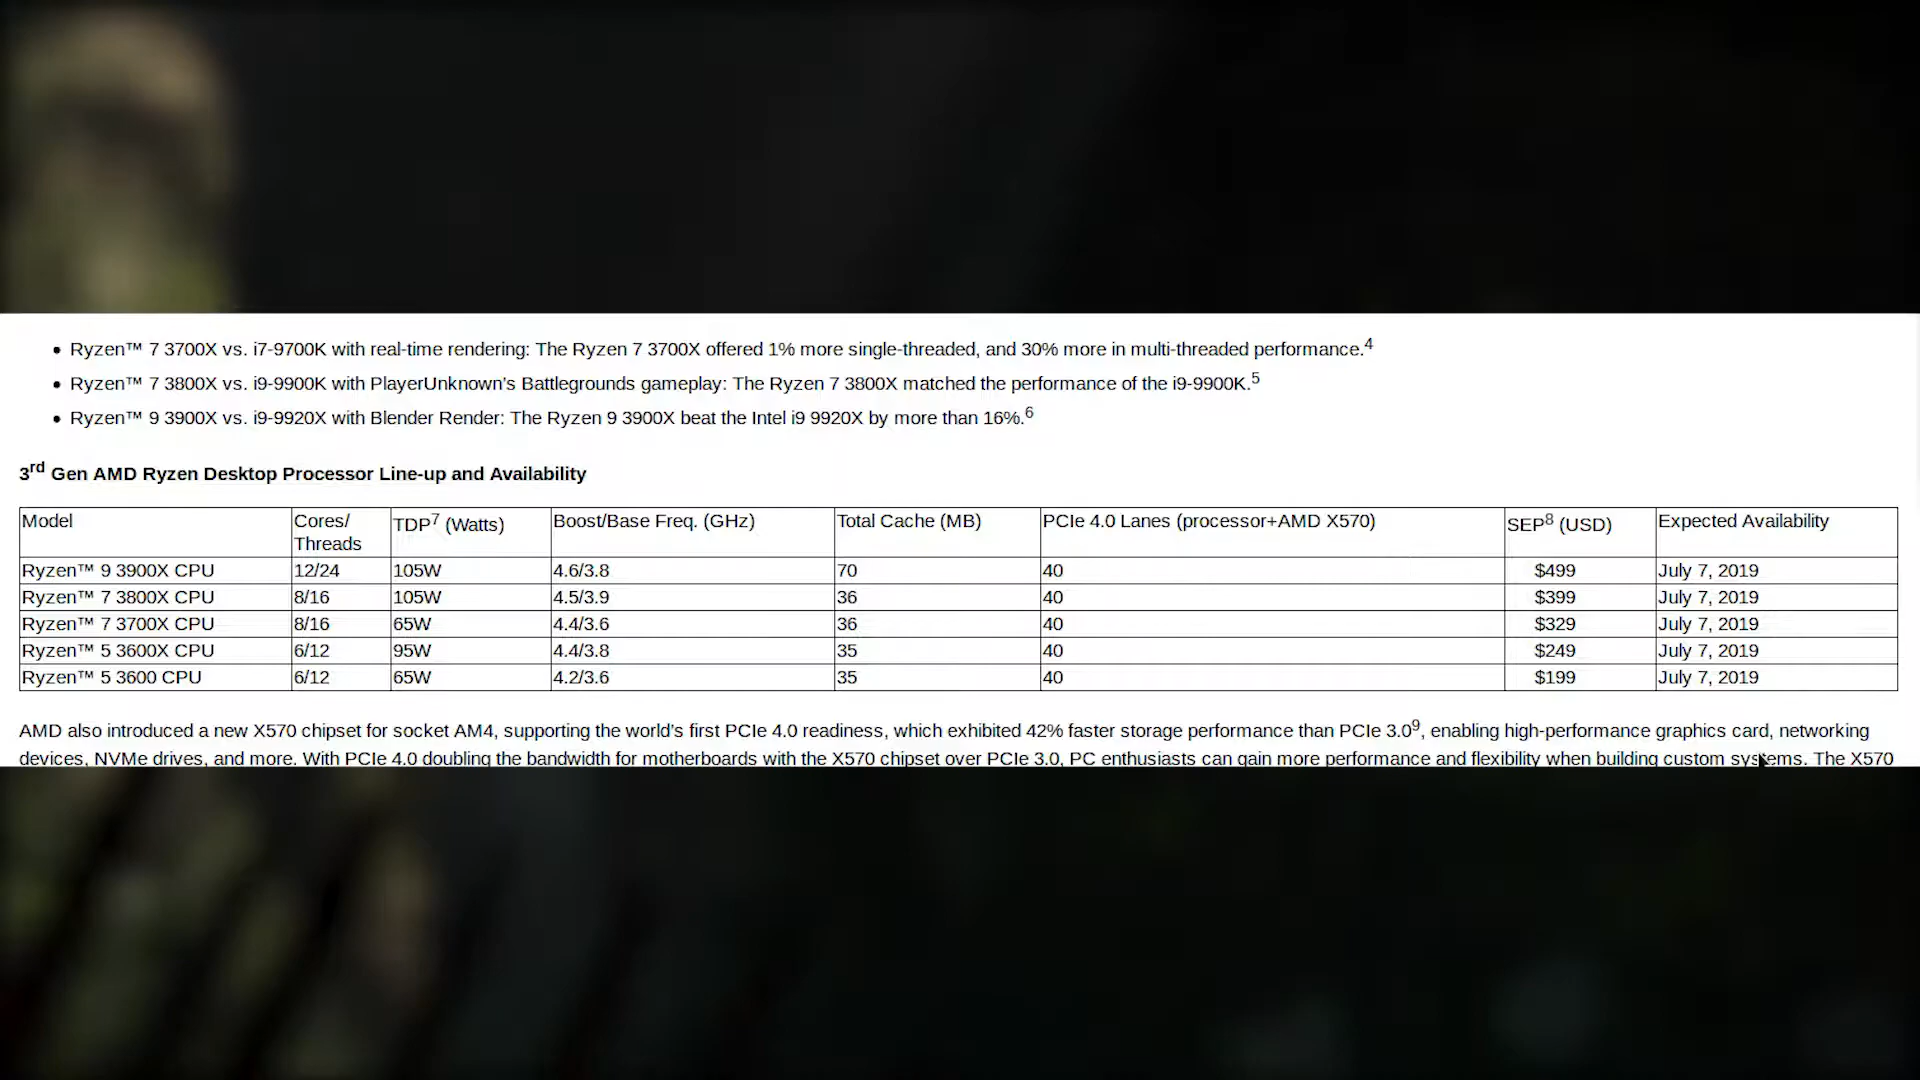 • Ryzen™ 7 3700X vs. i7-9700K with real-time rendering: The Ryzen 7 3700X offered 1% more single-threaded, and 30% more in multi-threaded performance.4
• Ryzen™ 7 3800X vs. i9-9900K with PlayerUnknown's Battlegrounds gameplay: The Ryzen 7 3800X matched the performance of the i9-9900K.5
• Ryzen™ 9 3900X vs. i9-9920X with Blender Render: The Ryzen 9 3900X beat the Intel i9 9920X by more than 16%.6
3rd Gen AMD Ryzen Desktop Processor Line-up and Availability
Model Cores/ Threads TDP7 (Watts) Boost/Base Freq. (GHz) Total Cache (MB) PCIe 4.0 Lanes (processor+AMD X570) SEP8 (USD) Expected Availability
Ryzen™ 9 3900X CPU 12/24 105W 4.6/3.8 70 40 $499 July 7, 2019
Ryzen™ 7 3800X CPU 8/16 105W 4.5/3.9 36 40 $399 July 7, 2019
Ryzen™ 7 3700X CPU 8/16 65W 4.4/3.6 36 40 $329 July 7, 2019
Ryzen™ 5 3600X CPU 6/12 95W 4.4/3.8 35 40 $249 July 7, 2019
Ryzen™ 5 3600 CPU 6/12 65W 4.2/3.6 35 40 $199 July 7, 2019
AMD also introduced a new X570 chipset for socket AM4, supporting the world's first PCIe 4.0 readiness, which exhibited 42% faster storage performance than PCIe 3.09, enabling high-performance graphics card, networking
devices, NVMe drives, and more. With PCIe 4.0 doubling the bandwidth for motherboards with the X570 chipset over PCIe 3.0, PC enthusiasts can gain more performance and flexibility when building custom systems. The X570